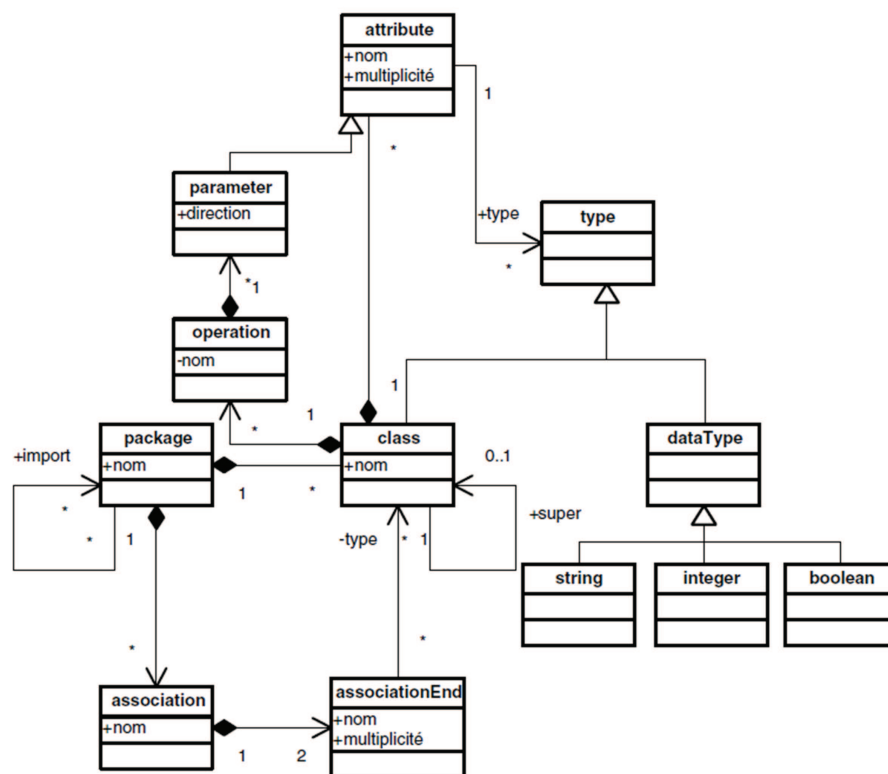 attribute
+nom
+multiplicité
1
*
parameter
+direction
+type
type
*
*
1
operation
-nom
1
1
*
package
+nom
class
+nom
dataType
+import
0..1
1
*
*
*
1
-type
*
1
+super
string
integer
boolean
*
*
association
+nom
associationEnd
+nom
+multiplicité
1
2